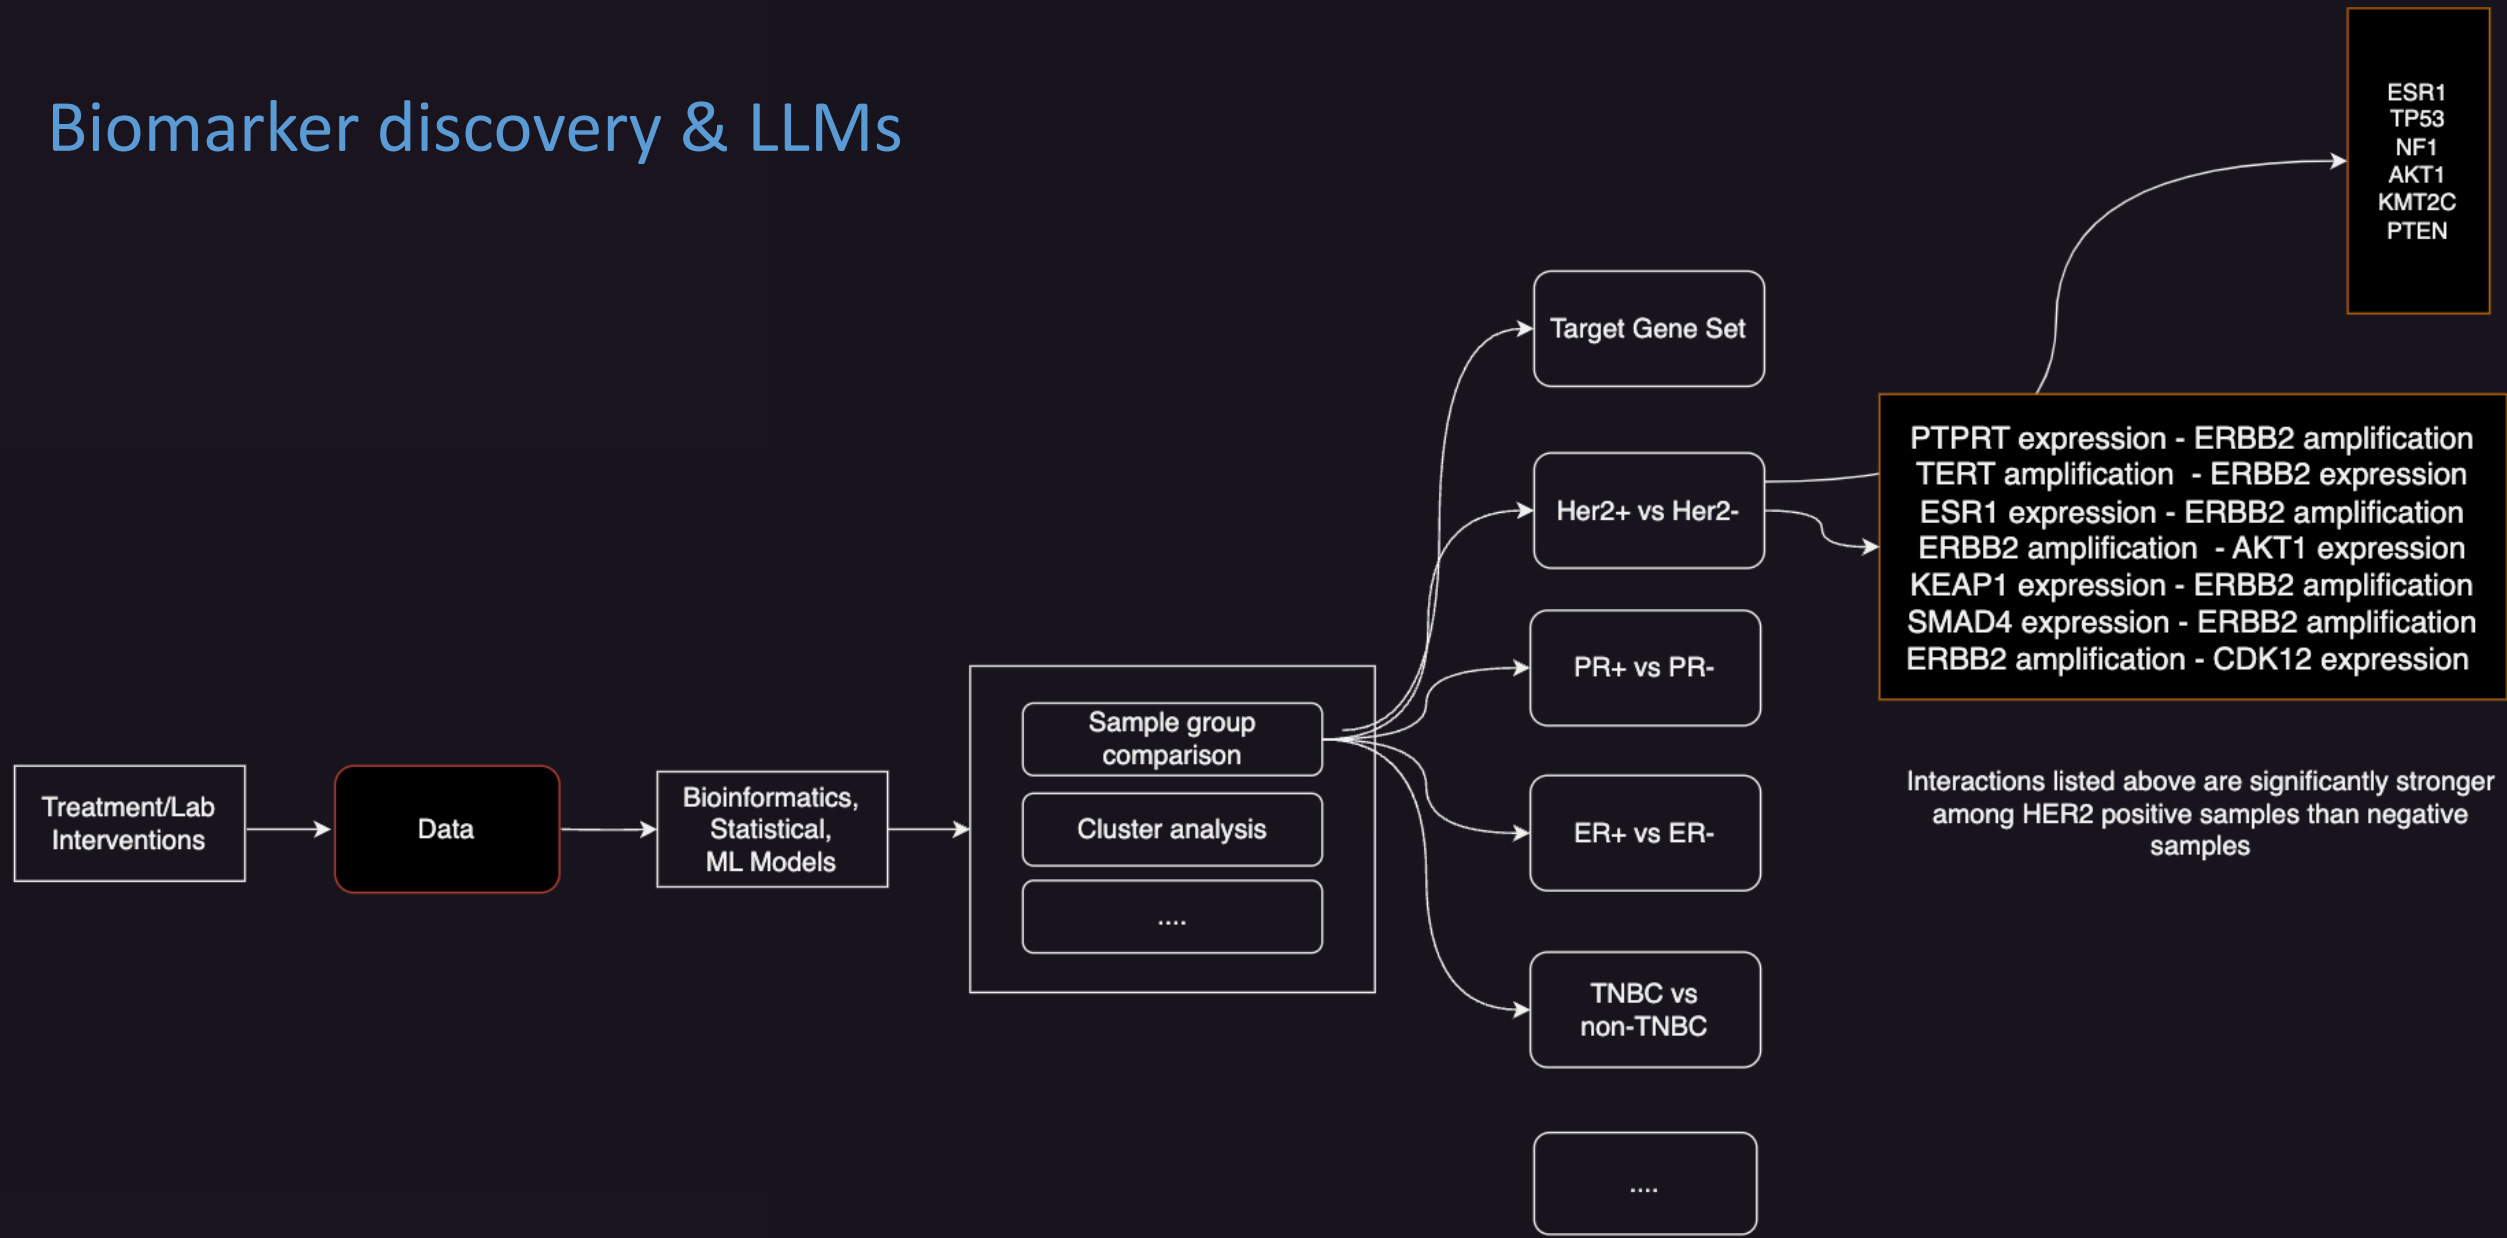 Biomarker discovery & LLMs
ESR1
TP53
NF1
AKT1
KMT2C
PTEN
Target Gene Set
Her2+ vs Her2-
PTPRT expression - ERBB2 amplification
TERT amplification  - ERBB2 expression
ESR1 expression - ERBB2 amplification
ERBB2 amplification  - AKT1 expression
KEAP1 expression - ERBB2 amplification
SMAD4 expression - ERBB2 amplification
ERBB2 amplification - CDK12 expression
PR+ vs PR-
Interactions listed above are significantly stronger
among HER2 positive samples than negative
samples
Treatment/Lab
Interventions
Data
Bioinformatics,
Statistical,
ML Models
Sample group
comparison
Cluster analysis
....
ER+ vs ER-
TNBC vs
non-TNBC
....